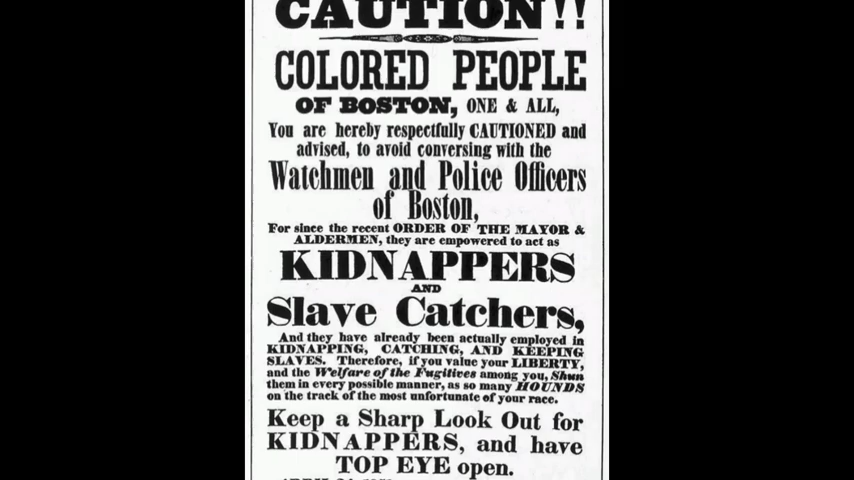 CAUTION!!
COLORED PEOPLE
OF BOSTON, ONE & ALL,
You are hereby respectfully CAUTIONED and
advised, to avoid conversing with the
Watchmen and Police Officers
of Boston,
For since the recent ORDER OF THE MAYOR &
ALDERMEN, they are empowered to act as
KIDNAPPERS
AND
Slave Catchers,
And they have already been actually employed in
KIDNAPPING, CATCHING, AND KEEPING
SLAVES. Therefore, if you value your LIBERTY,
and the Welfare of the Fugitives among you, Shun
them in every possible manner, as so many HOUNDS
on the track of the most unfortunate of your race.
Keep a Sharp Look Out for
KIDNAPPERS, and have
TOP EYE open.